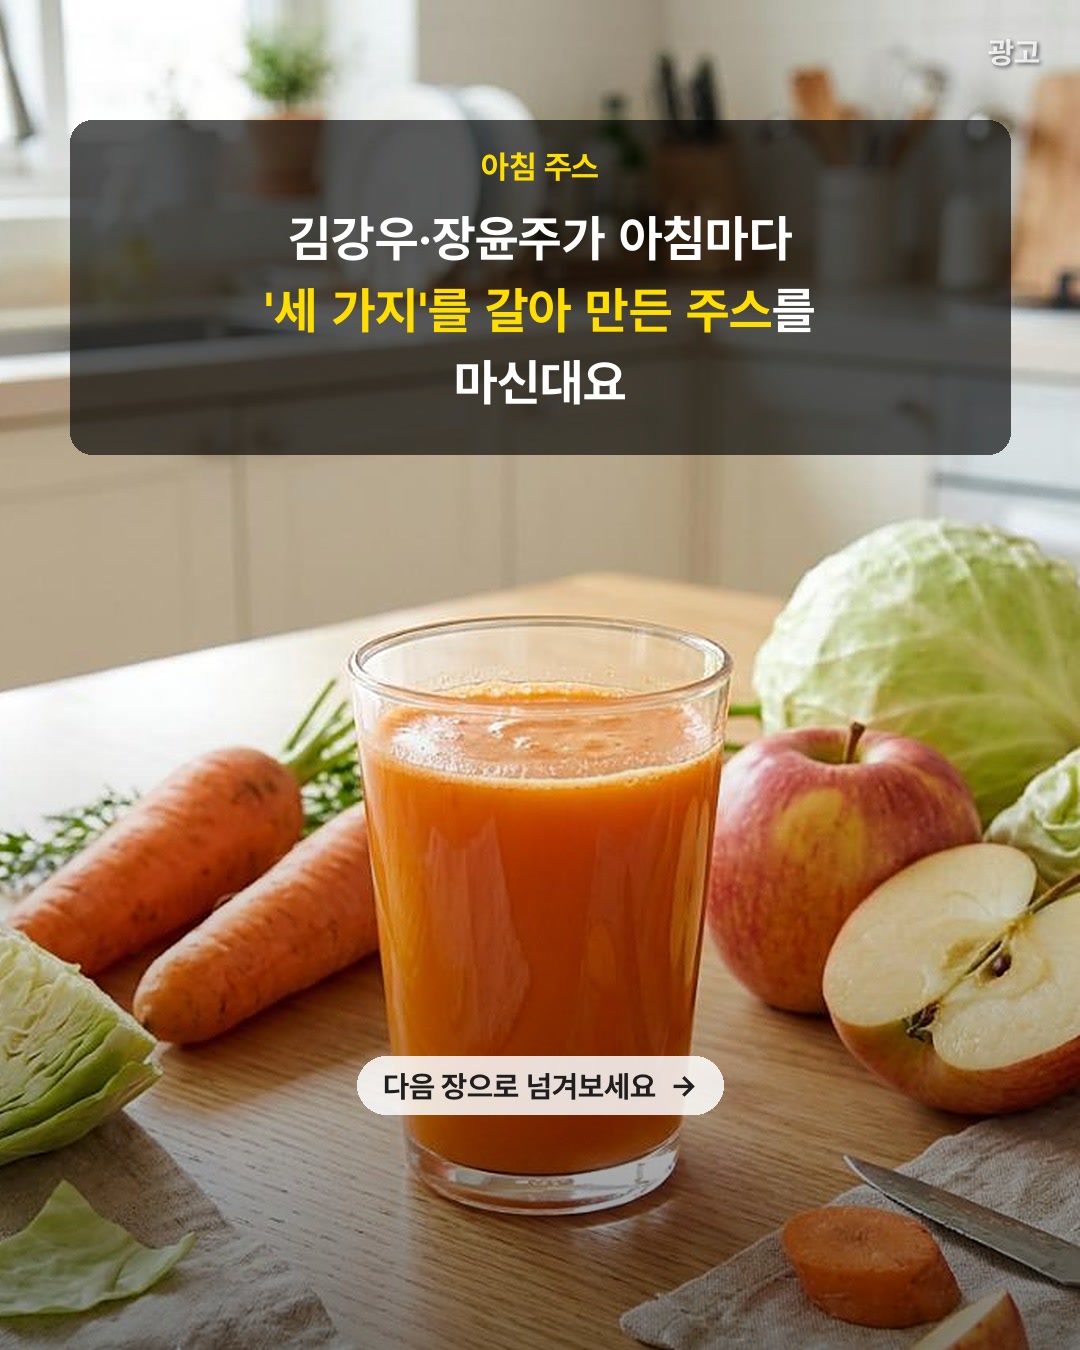 광고
아침 주스
김강우·장윤주가 아침마다
'세 가지'를 갈아 만든 주스를
마신대요
다음 장으로 넘겨보세요 →